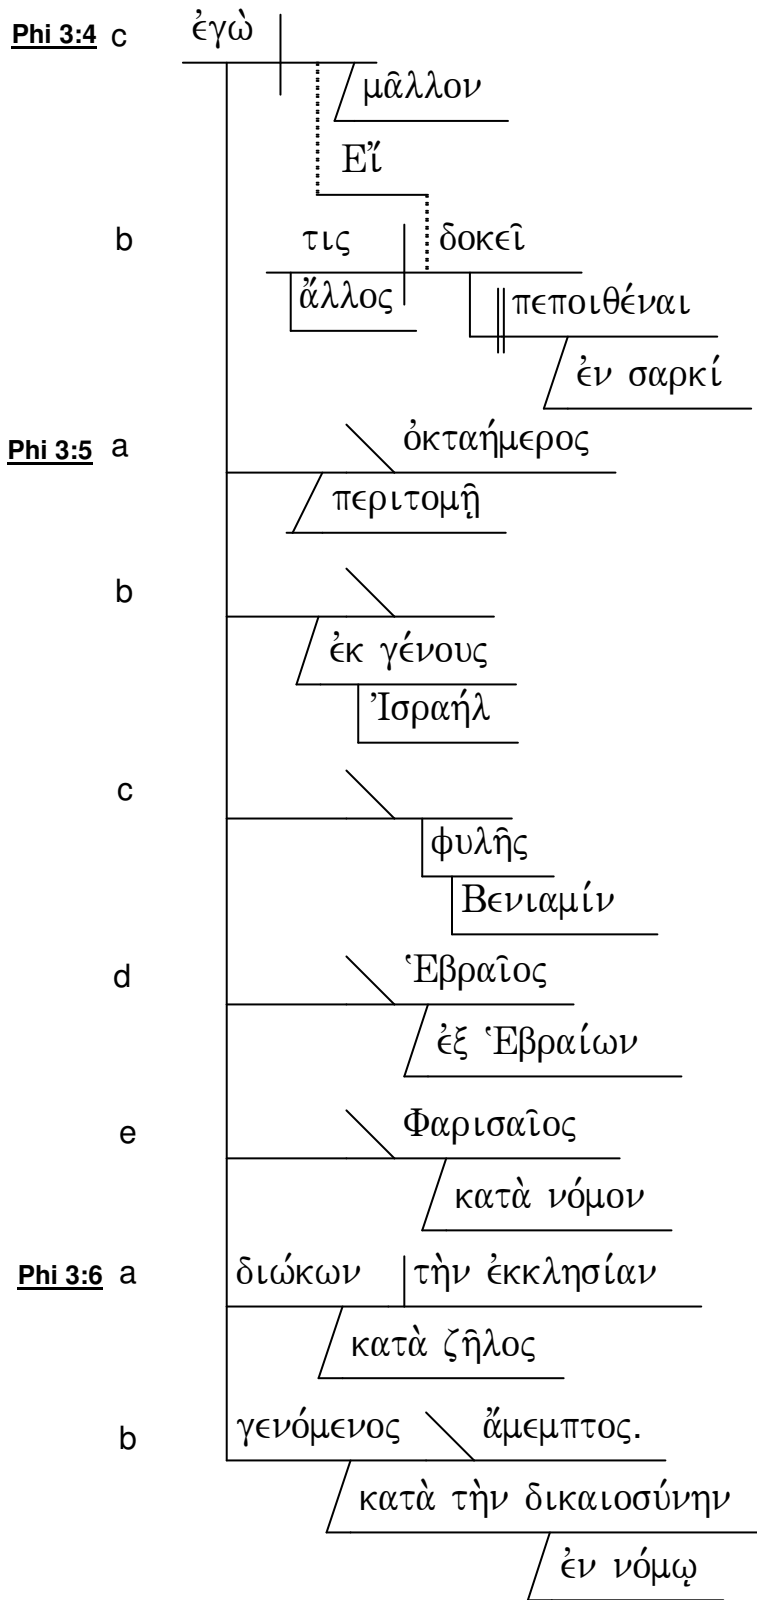 Phi 3:4 c ἐγὼ
μᾶλλον
Εἴ
b τις δοκεῖ
ἄλλος πεποιθέναι
ἐν σαρκί
Phi 3:5 a ὀκταήμερος
περιτομῇ
b
ἐκ γένους
Ἰσραήλ
c
φυλῆς
Βενιαμίν
d Ἑβραῖος
ἐξ Ἑβραίων
e Φαρισαῖος
κατὰ νόμον
Phi 3:6 a διώκων τὴν ἐκκλησίαν
κατὰ ζῆλος
b γενόμενος ἄμεμπτος.
κατὰ τὴν δικαιοσύνην
ἐν νόμῳ